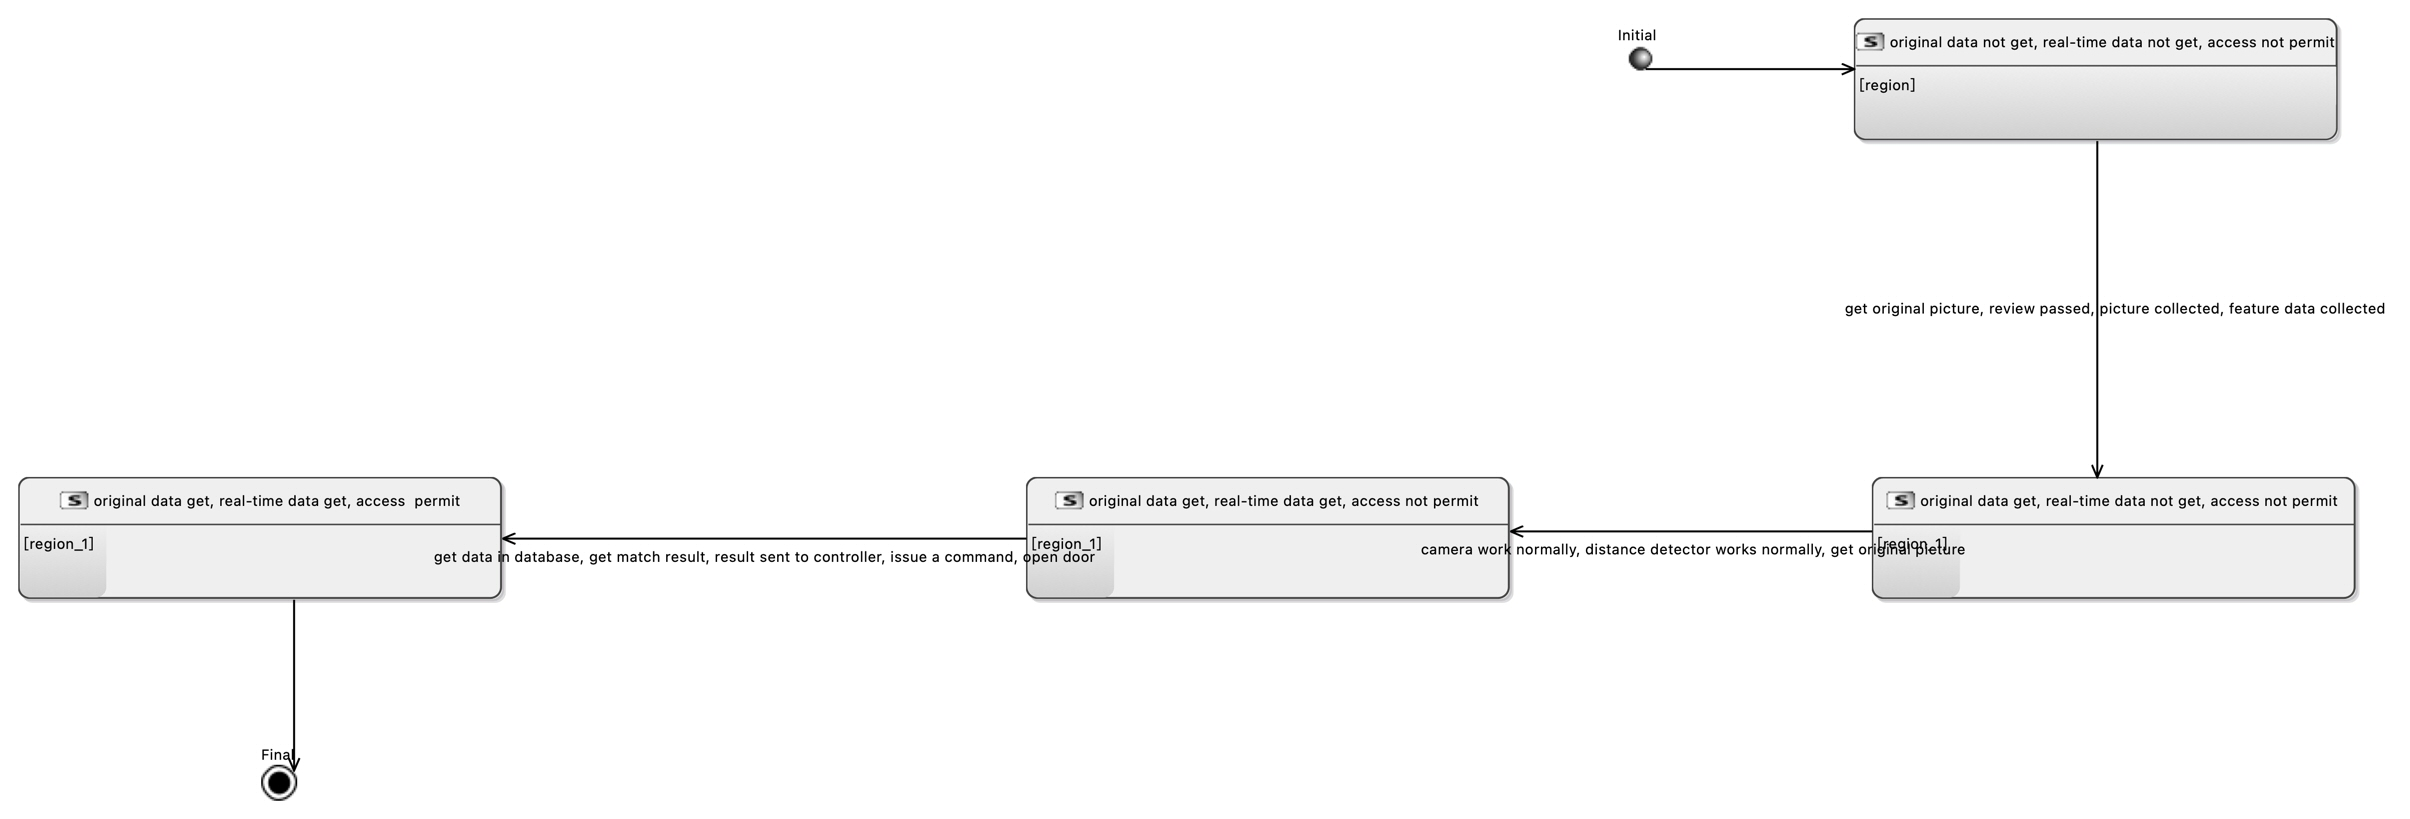 Initial
S original data not get, real-time data not get, access not permit
[region]
get original picture, review passed, picture collected, feature data collected
S original data get, real-time data get, access  permit
[region_1]
get data in database, get match result, result sent to controller, issue a command, open door
S original data get, real-time data get, access not permit
[region_1]
camera work normally, distance detector works normally, get original picture
S original data get, real-time data not get, access not permit
[region_1]
Final